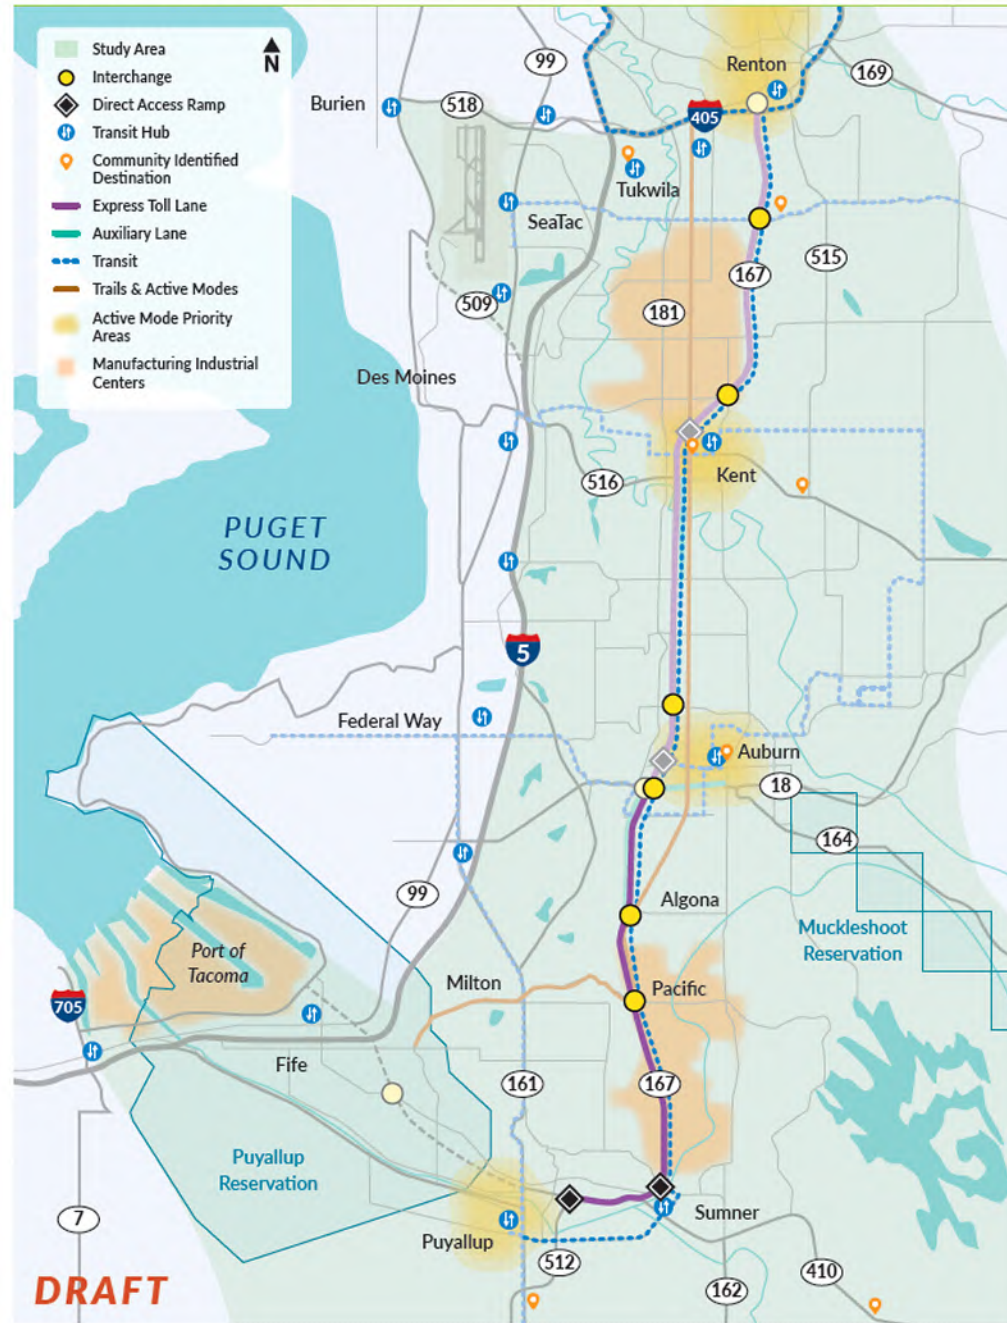 Study Area
Interchange
Direct Access Ramp
Transit Hub
Community Identified
Destination
Express Toll Lane
Auxiliary Lane
Transit
Trails & Active Modes
Active Mode Priority
Areas
Manufacturing Industrial
Centers
N
99
Renton
169
Burien
518
405
Tukwila
SeaTac
515
167
509
181
Des Moines
Kent
516
PUGET
SOUND
5
Federal Way
Auburn
18
164
99
Algona
Muckleshoot
Reservation
Port of
Tacoma
Milton
Pacific
705
Fife
161
167
Puyallup
Reservation
7
Sumner
Puyallup
512
410
162
DRAFT